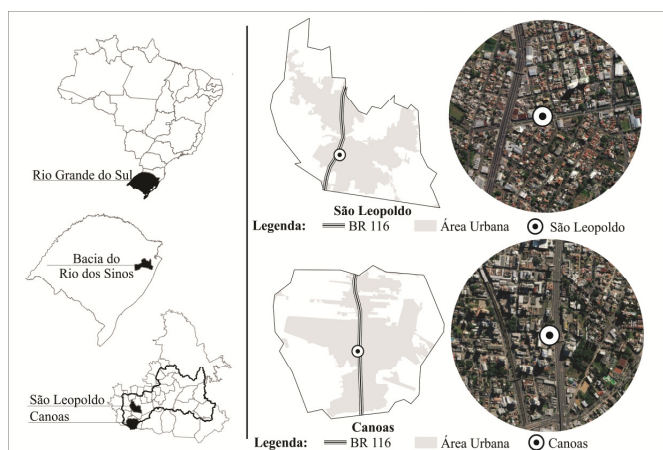 Rio Grande do Sul
Bacia do
Rio dos Sinos
São Leopoldo
Canoas
São Leopoldo
Legenda: BR 116 Área Urbana São Leopoldo
Canoas
Legenda: BR 116 Área Urbana Canoas